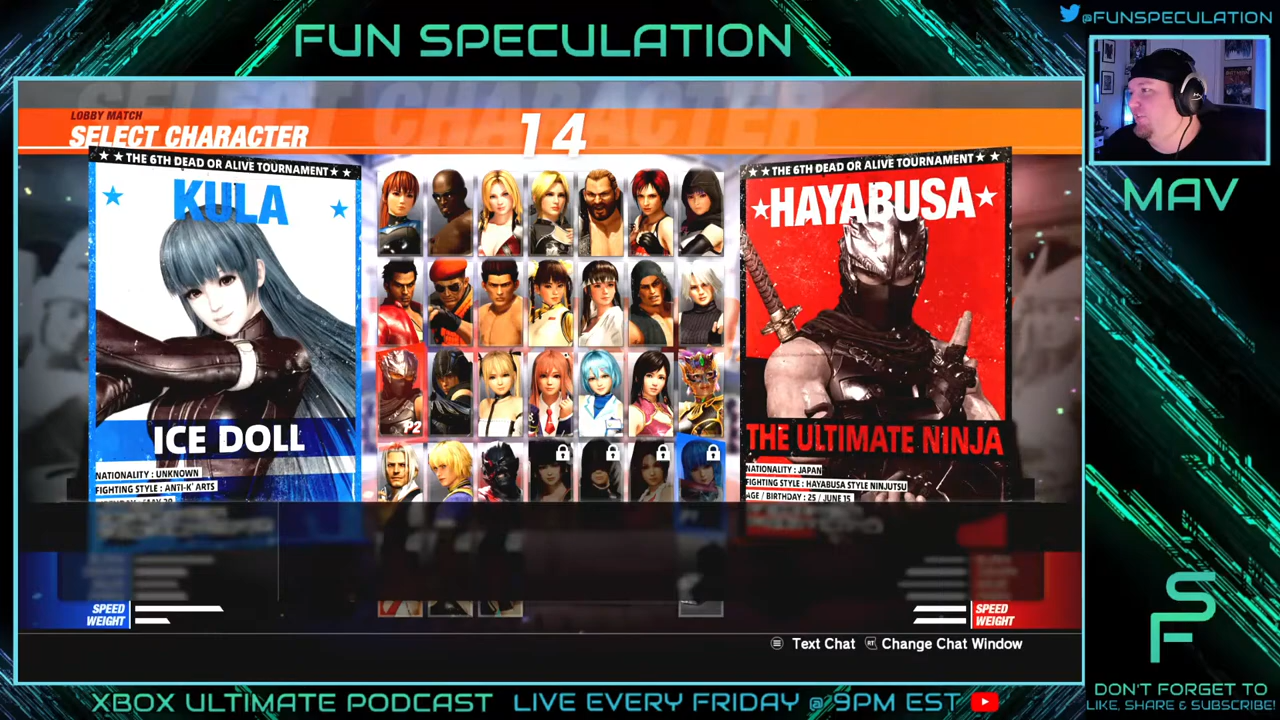 FUN SPECULATION
@FUNSPECULATION
LOBBY MATCH
SELECT CHARACTER
14
★ ★ THE 6TH DEAD OR ALIVE TOURNAMENT ★ ★
KULA
ICE DOLL
NATIONALITY : UNKNOWN
FIGHTING STYLE : ANTI-K' ARTS
P2
★ ★ THE 6TH DEAD OR ALIVE TOURNAMENT ★ ★
HAYABUSA
THE ULTIMATE NINJA
NATIONALITY : JAPAN
FIGHTING STYLE : HAYABUSA STYLE NINJUTSU
AGE / BIRTHDAY : 25 / JUNE 15
SPEED
WEIGHT
SPEED
WEIGHT
Text Chat
RT Change Chat Window
MAV
SF
DON'T FORGET TO
LIKE, SHARE & SUBSCRIBE!
XBOX ULTIMATE PODCAST LIVE EVERY FRIDAY @ 9PM EST